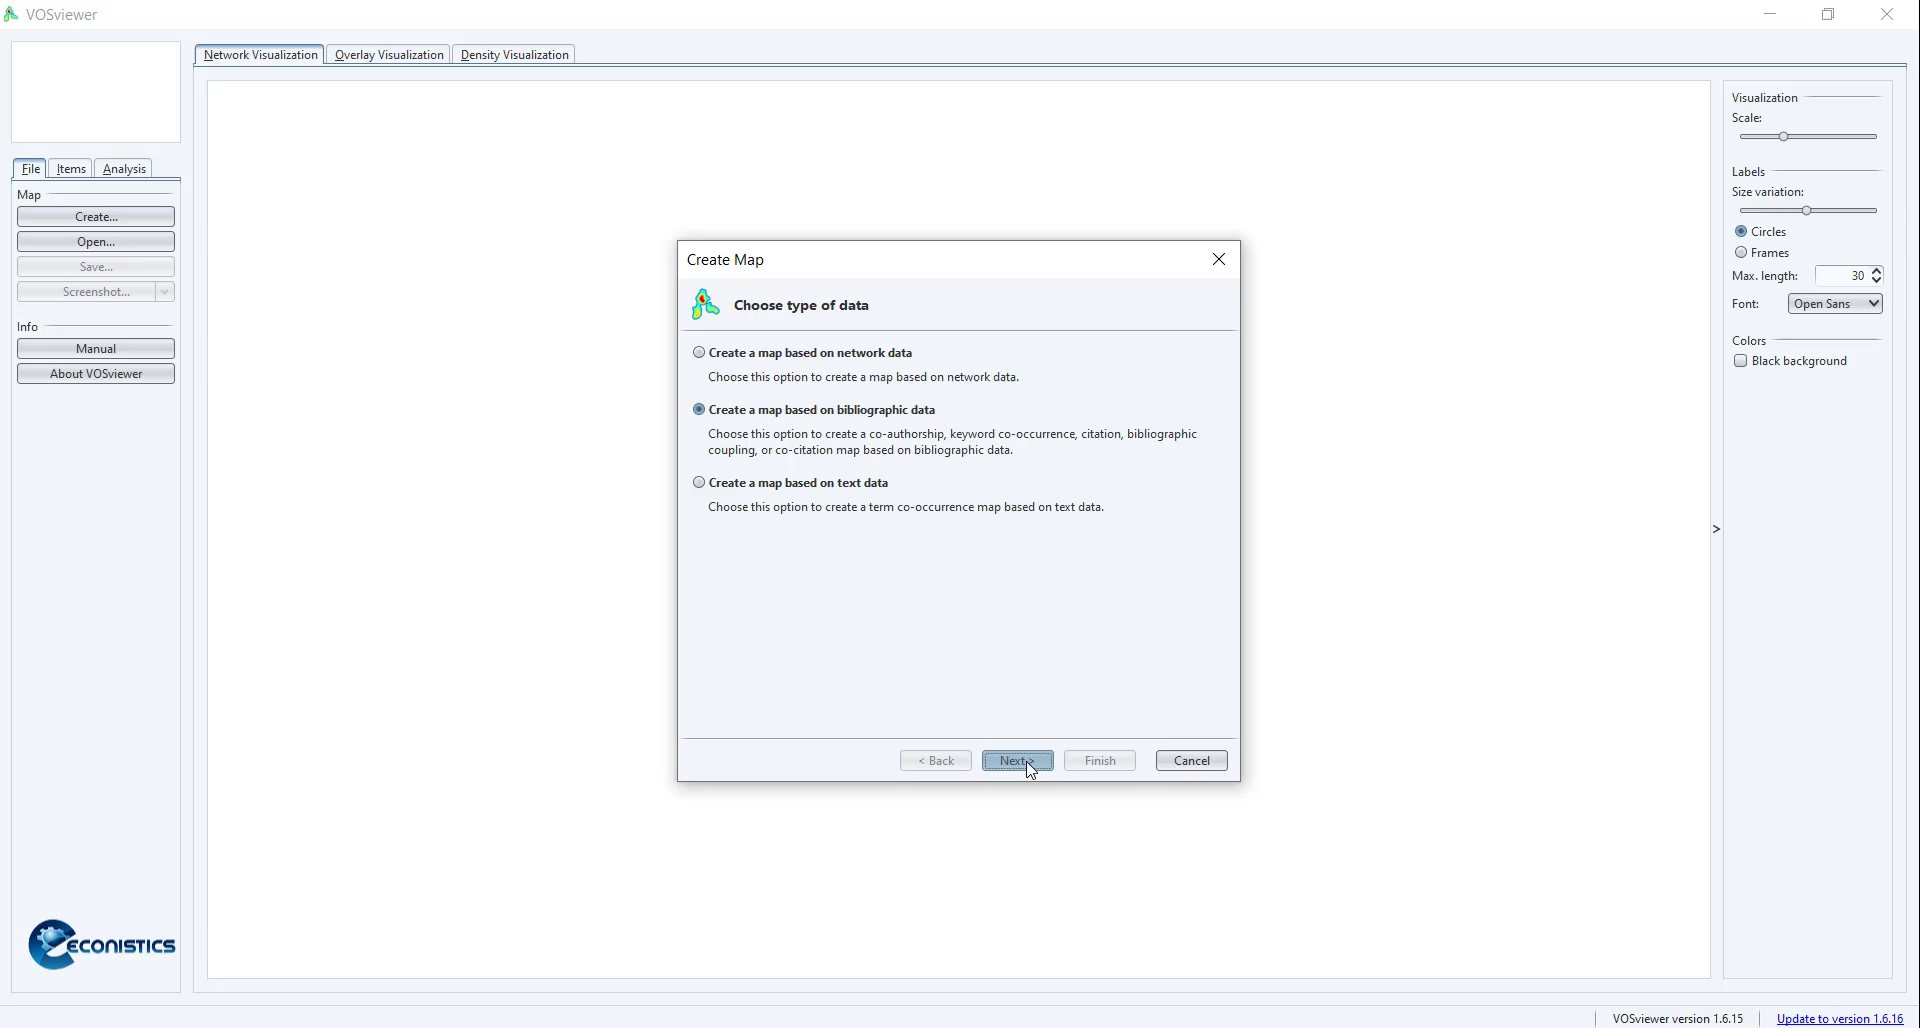 VOSviewer
Network Visualization
Overlay Visualization
Density Visualization
File
Items
Analysis
Map
Create...
Open...
Save...
Screenshot...
Info
Manual
About VOSviewer
ECONISTICS
Create Map
Choose type of data
Create a map based on network data
Choose this option to create a map based on network data.
Create a map based on bibliographic data
Choose this option to create a co-authorship, keyword co-occurrence, citation, bibliographic
coupling, or co-citation map based on bibliographic data.
Create a map based on text data
Choose this option to create a term co-occurrence map based on text data.
< Back
Next >
Finish
Cancel
>
Visualization
Scale:
Labels
Size variation:
Circles
Frames
Max. length: 30
Font: Open Sans
Colors
Black background
VOSviewer version 1.6.15
Update to version 1.6.16